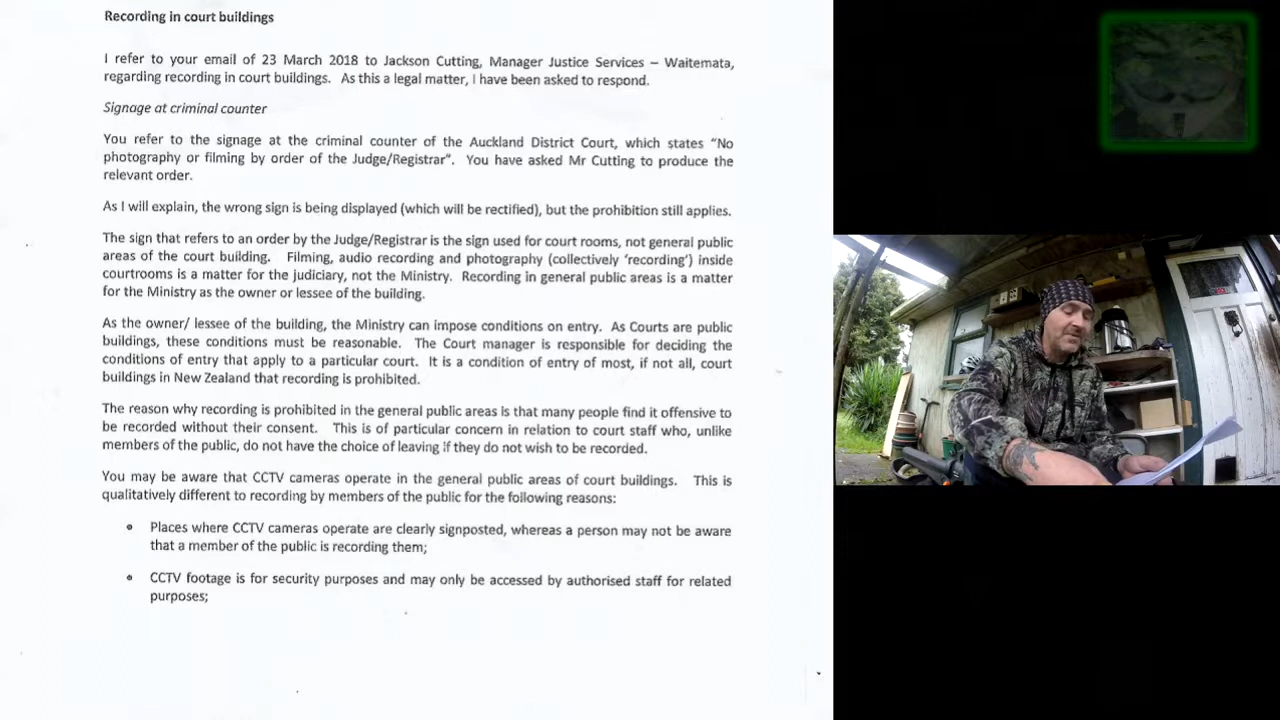 Recording in court buildings
I refer to your email of 23 March 2018 to Jackson Cutting, Manager Justice Services – Waitemata,
regarding recording in court buildings. As this a legal matter, I have been asked to respond.
Signage at criminal counter
You refer to the signage at the criminal counter of the Auckland District Court, which states "No
photography or filming by order of the Judge/Registrar". You have asked Mr Cutting to produce the
relevant order.
As I will explain, the wrong sign is being displayed (which will be rectified), but the prohibition still applies.
The sign that refers to an order by the Judge/Registrar is the sign used for court rooms, not general public
areas of the court building. Filming, audio recording and photography (collectively 'recording') inside
courtrooms is a matter for the judiciary, not the Ministry. Recording in general public areas is a matter
for the Ministry as the owner or lessee of the building.
As the owner/ lessee of the building, the Ministry can impose conditions on entry. As Courts are public
buildings, these conditions must be reasonable. The Court manager is responsible for deciding the
conditions of entry that apply to a particular court. It is a condition of entry of most, if not all, court
buildings in New Zealand that recording is prohibited.
The reason why recording is prohibited in the general public areas is that many people find it offensive to
be recorded without their consent. This is of particular concern in relation to court staff who, unlike
members of the public, do not have the choice of leaving if they do not wish to be recorded.
You may be aware that CCTV cameras operate in the general public areas of court buildings. This is
qualitatively different to recording by members of the public for the following reasons:
• Places where CCTV cameras operate are clearly signposted, whereas a person may not be aware
that a member of the public is recording them;
• CCTV footage is for security purposes and may only be accessed by authorised staff for related
purposes;